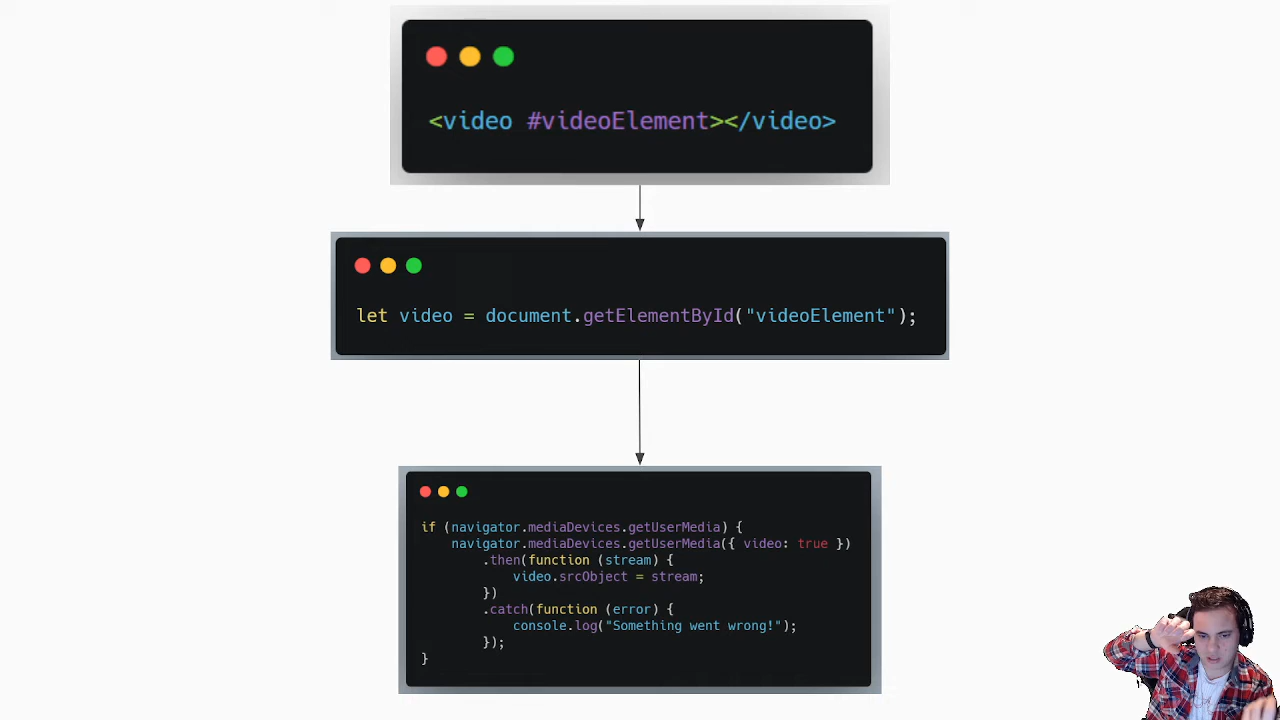 <video #videoElement></video>
let video = document.getElementById("videoElement");
if (navigator.mediaDevices.getUserMedia) {
    navigator.mediaDevices.getUserMedia({ video: true })
        .then(function (stream) {
            video.srcObject = stream;
        })
        .catch(function (error) {
            console.log("Something went wrong!");
        });
}